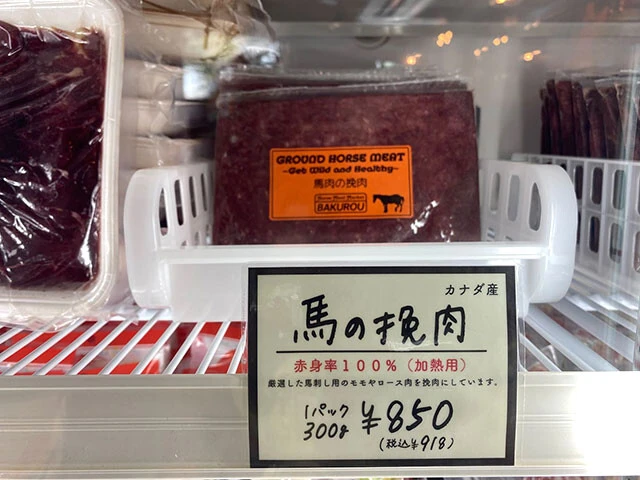 GROUND HORSE MEAT
~Get Wild and Healthy~
馬肉の挽肉
Horse Meat Market
BAKUROU
カナダ産
馬の挽肉
赤身率100%(加熱用)
厳選した馬刺し用のモモやロース肉を挽肉にしています。
1パック
300g ¥850
(税込¥918)